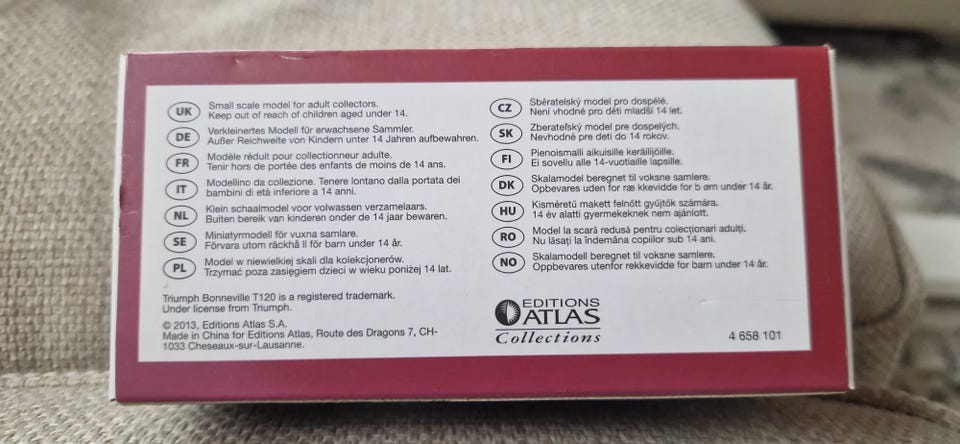 UK
Small scale model for adult collectors.
Keep out of reach of children aged under 14.
DE
Verkleinertes Modell für erwachsene Sammler.
Außer Reichweite von Kindern unter 14 Jahren aufbewahren.
FR
Modèle réduit pour collectionneur adulte.
Tenir hors de portée des enfants de moins de 14 ans.
IT
Modellino da collezione. Tenere lontano dalla portata dei
bambini di età inferiore a 14 anni.
NL
Klein schaalmodel voor volwassen verzamelaars.
Buiten bereik van kinderen onder de 14 jaar bewaren.
SE
Miniatyrmodell för vuxna samlare.
Förvara utom räckhå ll för barn under 14 år.
PL
Model w niewielkiej skali dla kolekcjonerów.
Trzymać poza zasięgiem dzieci w wieku poniżej 14 lat.
Triumph Bonneville T120 is a registered trademark.
Under license from Triumph.
© 2013, Editions Atlas S.A.
Made in China for Editions Atlas, Route des Dragons 7, CH-
1033 Cheseaux-sur-Lausanne.
CZ
Sběratelský model pro dospělé.
Není vhodné pro děti mladší 14 let.
SK
Zberateľský model pre dospelých.
Nevhodné pre deti do 14 rokov.
FI
Pienoismalli aikuisille keräilijöille.
Ei sovellu alle 14-vuotiaille lapsille.
DK
Skalamodel beregnet til voksne samlere.
Opbevares uden for ræ kkevidde for b ørn under 14 år.
HU
Kisméretű makett felnőtt gyűjtők számára.
14 év alatti gyermekeknek nem ajánlott.
RO
Model la scară redusă pentru colecționari adulți.
Nu lăsați la îndemâna copiilor sub 14 ani.
NO
Skalamodell beregnet til voksne samlere.
Oppbevares utenfor rekkevidde for barn under 14 år.
EDITIONS
ATLAS
Collections
4 658 101